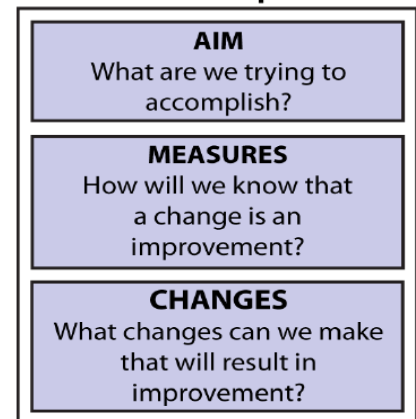 AIM
What are we trying to
accomplish?
MEASURES
How will we know that
a change is an
improvement?
CHANGES
What changes can we make
that will result in
improvement?